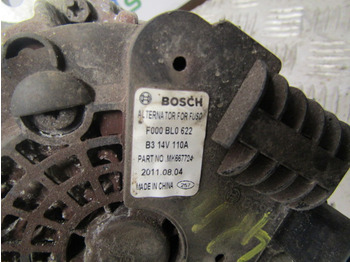 BOSCH
ALTERNATOR FOR FUSO
F000 BL0 622
B3 14V 110A
PART NO MK667724
2011.08.04
MADE IN CHINA